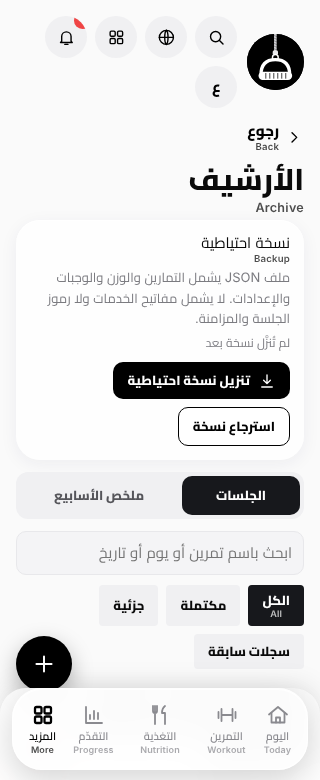 ع
رجوع
Back
الأرشيف
Archive
نسخة احتياطية
Backup
ملف JSON يشمل التمارين والوزن والوجبات
والإعدادات. لا يشمل مفاتيح الخدمات ولا رموز
الجلسة والمزامنة.
لم تُنزَّل نسخة بعد
تنزيل نسخة احتياطية
استرجاع نسخة
الجلسات
ملخص الأسابيع
ابحث باسم تمرين أو يوم أو تاريخ
الكل
All
مكتملة
جزئية
سجلات سابقة
اليوم
Today
التمرين
Workout
التغذية
Nutrition
التقدّم
Progress
المزيد
More